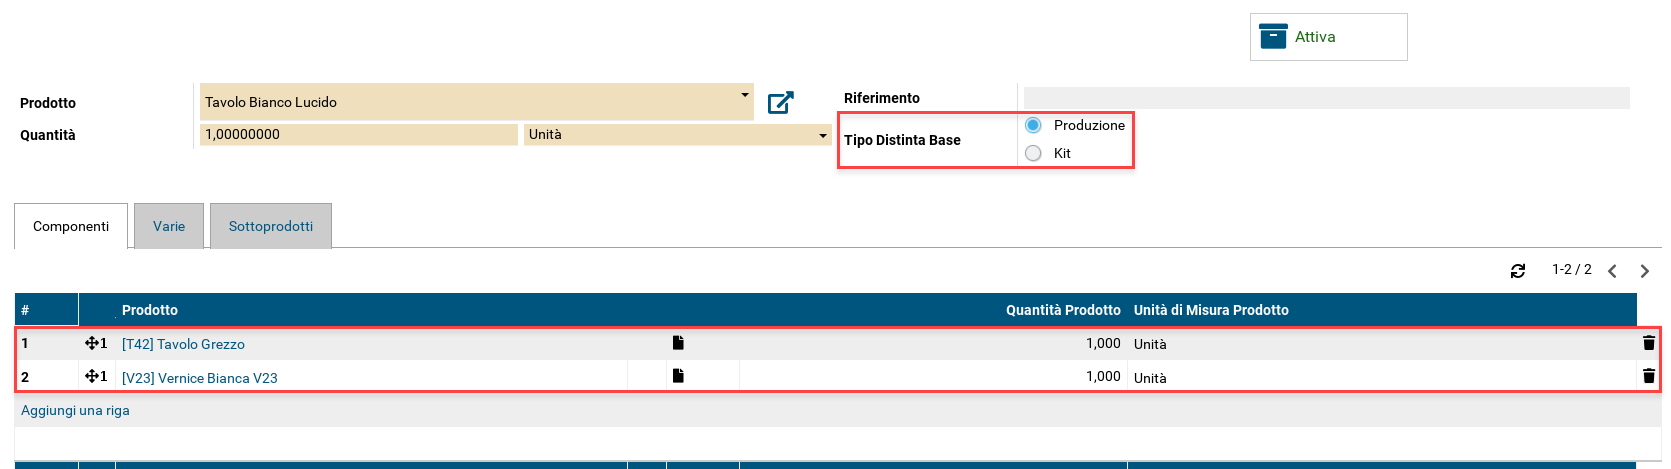 Attiva
Prodotto
Tavolo Bianco Lucido
Riferimento
Quantità
1,00000000
Unità
Tipo Distinta Base
Produzione
Kit
Componenti
Varie
Sottoprodotti
1-2 / 2
# Prodotto Quantità Prodotto Unità di Misura Prodotto
1 1 [T42] Tavolo Grezzo 1,000 Unità
2 1 [V23] Vernice Bianca V23 1,000 Unità
Aggiungi una riga